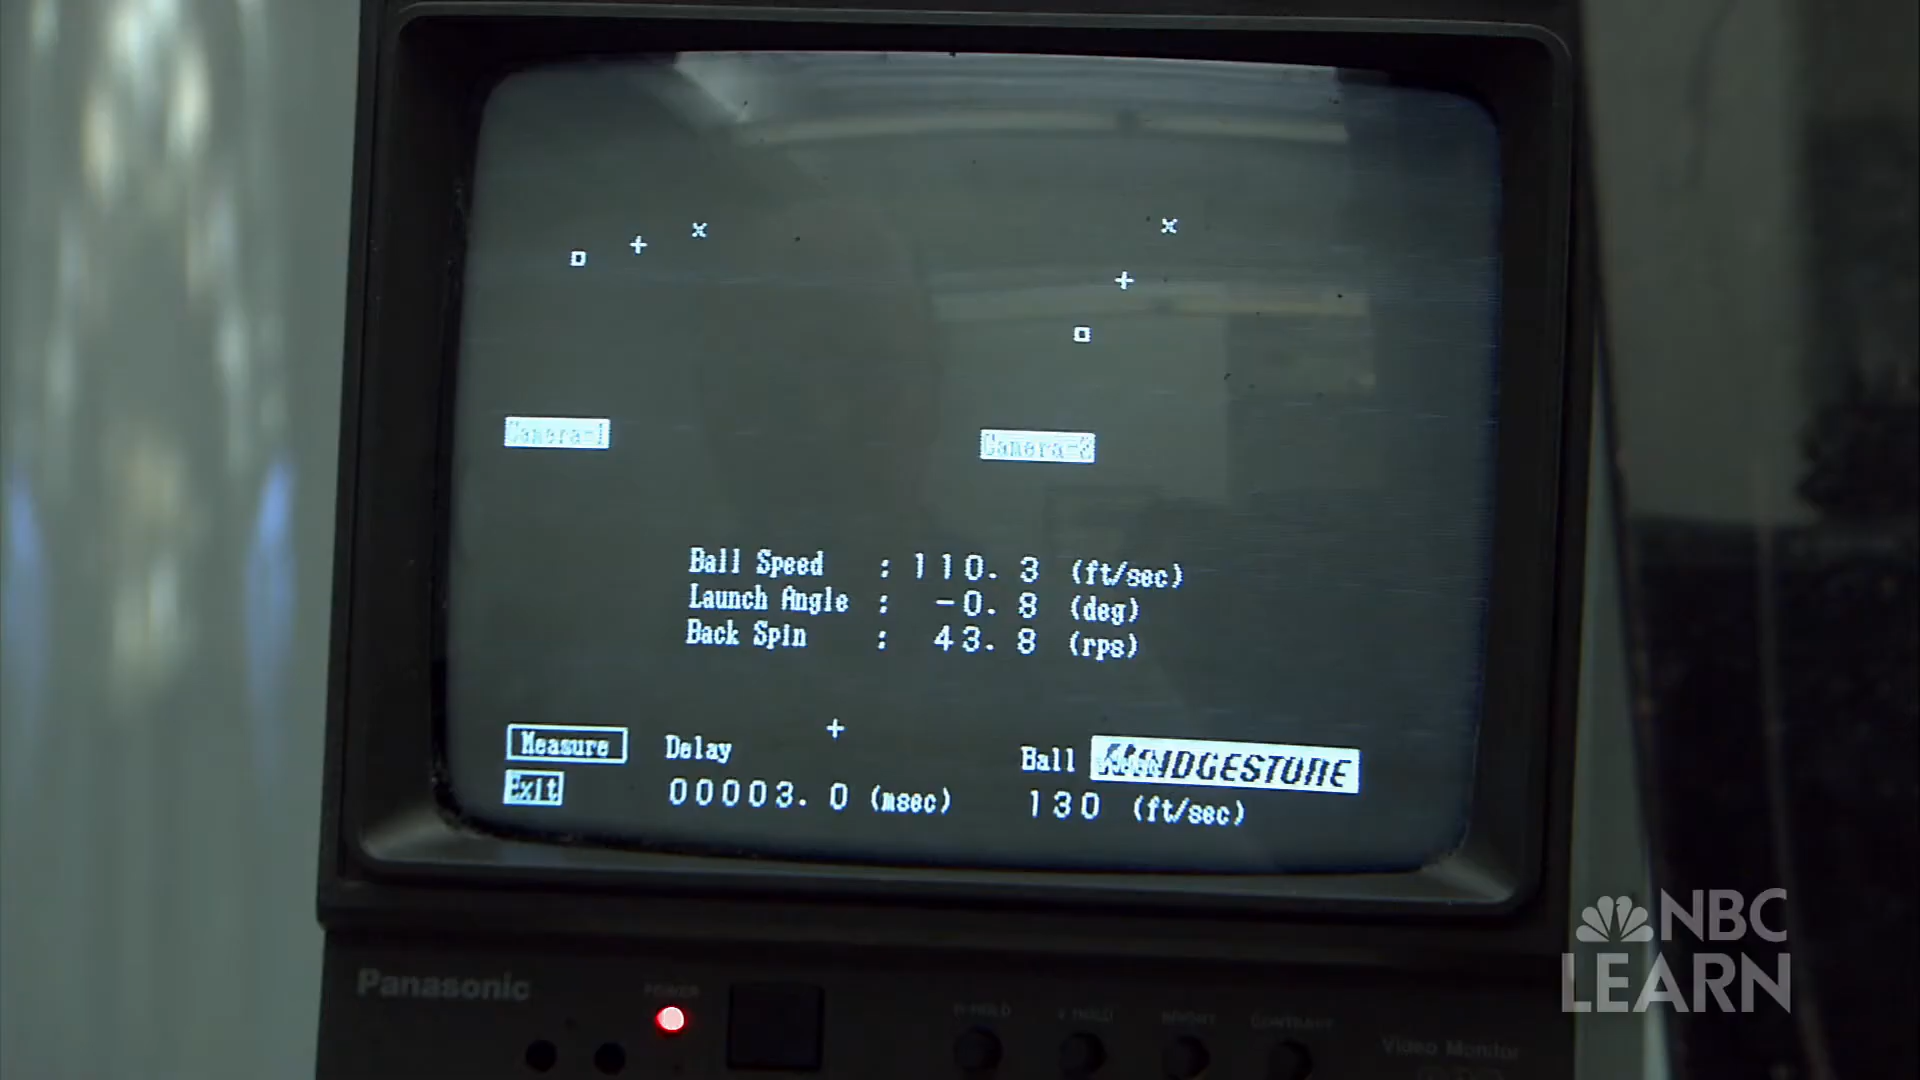 Camera-1
Camera-2
Ball Speed : 110.3 (ft/sec)
Launch Angle : -0.8 (deg)
Back Spin : 43.8 (rps)
Measure Delay
Ball BRIDGESTONE
Exit 00003.0 (msec) 130 (ft/sec)
NBC
LEARN
Panasonic
POWER
H-HOLD V-HOLD BRIGHT CONTRAST
Video Monitor